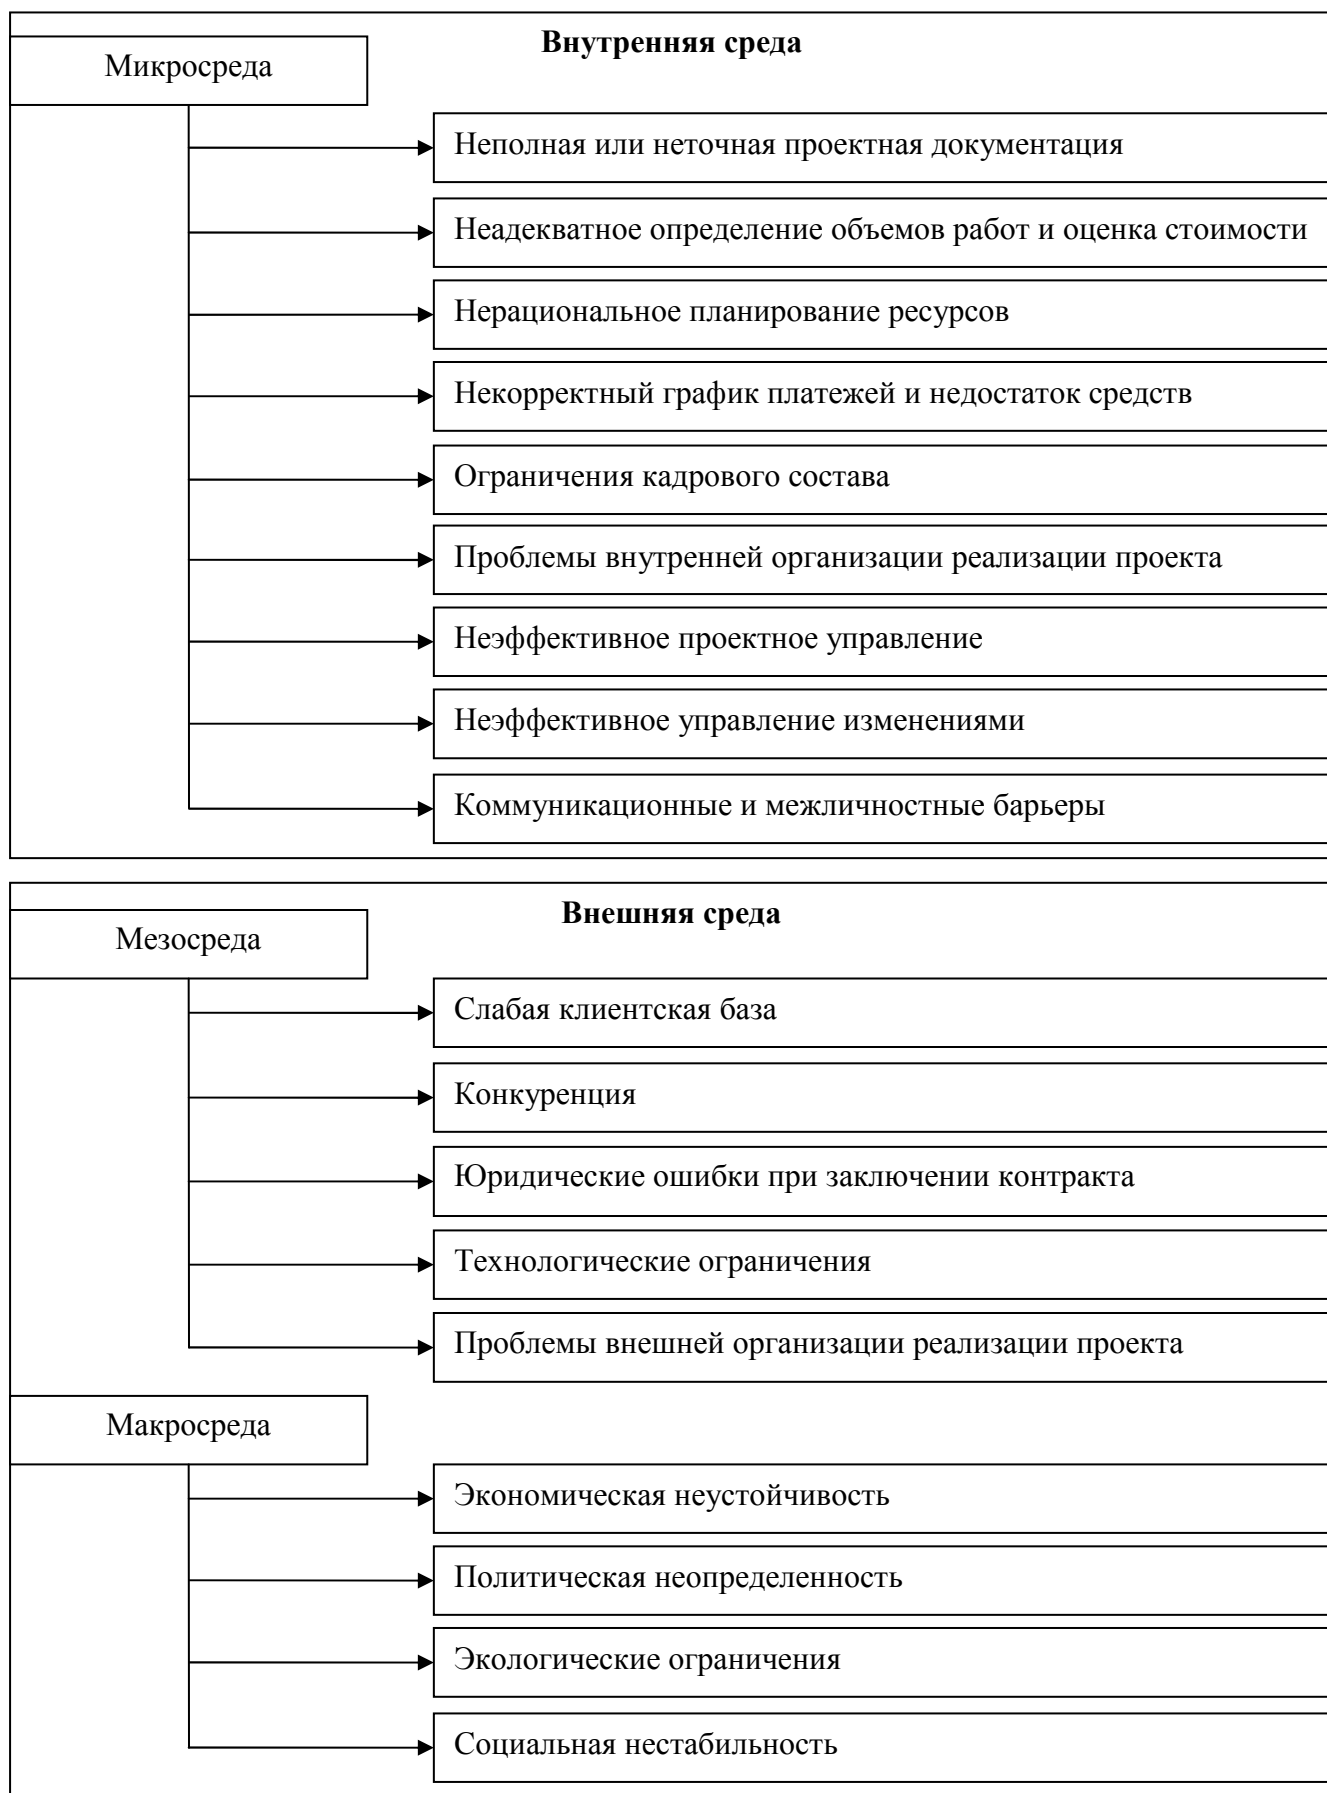 Внутренняя среда
Микросреда
Неполная или неточная проектная документация
Неадекватное определение объемов работ и оценка стоимости
Нерациональное планирование ресурсов
Некорректный график платежей и недостаток средств
Ограничения кадрового состава
Проблемы внутренней организации реализации проекта
Неэффективное проектное управление
Неэффективное управление изменениями
Коммуникационные и межличностные барьеры
Внешняя среда
Мезосреда
Слабая клиентская база
Конкуренция
Юридические ошибки при заключении контракта
Технологические ограничения
Проблемы внешней организации реализации проекта
Макросреда
Экономическая неустойчивость
Политическая неопределенность
Экологические ограничения
Социальная нестабильность